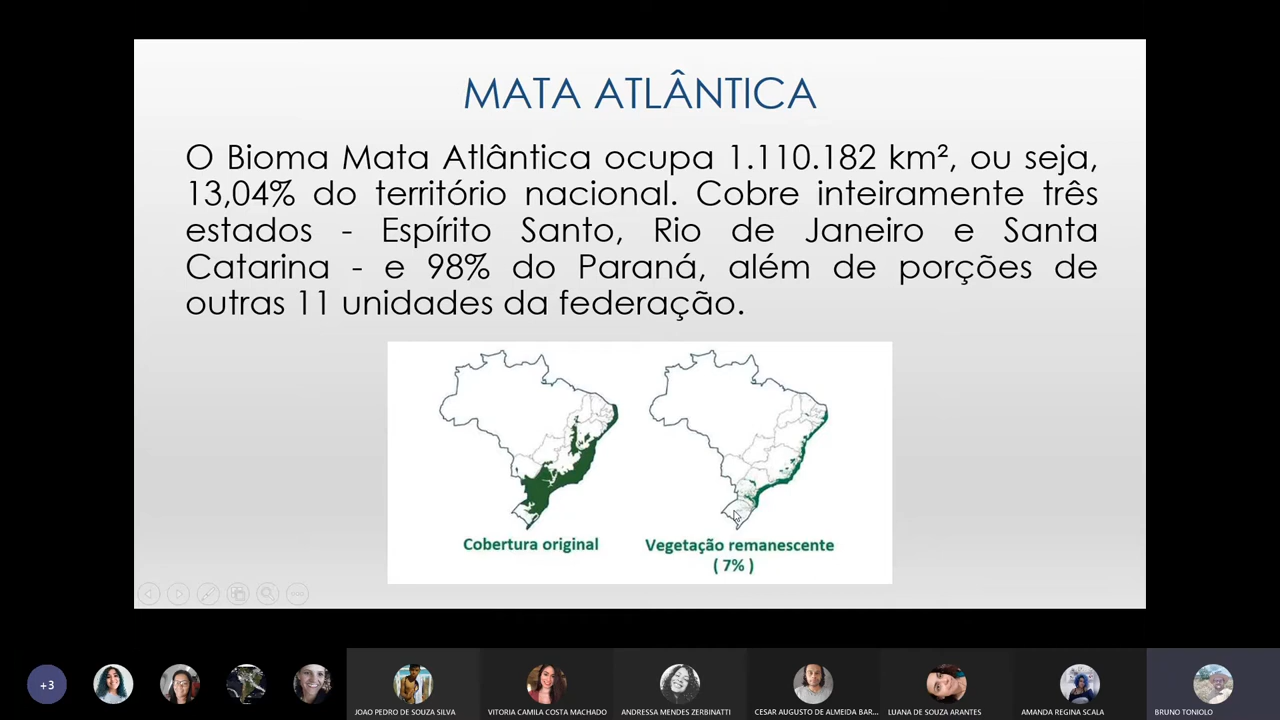 MATA ATLÂNTICA
O Bioma Mata Atlântica ocupa 1.110.182 km², ou seja,
13,04% do território nacional. Cobre inteiramente três
estados - Espírito Santo, Rio de Janeiro e Santa
Catarina - e 98% do Paraná, além de porções de
outras 11 unidades da federação.
Cobertura original
Vegetação remanescente
( 7% )
+3
JOAO PEDRO DE SOUZA SILVA
VITORIA CAMILA COSTA MACHADO
ANDRESSA MENDES ZERBINATTI
CESAR AUGUSTO DE ALMEIDA BAR...
LUANA DE SOUZA ARANTES
AMANDA REGINA SCALA
BRUNO TONIOLO